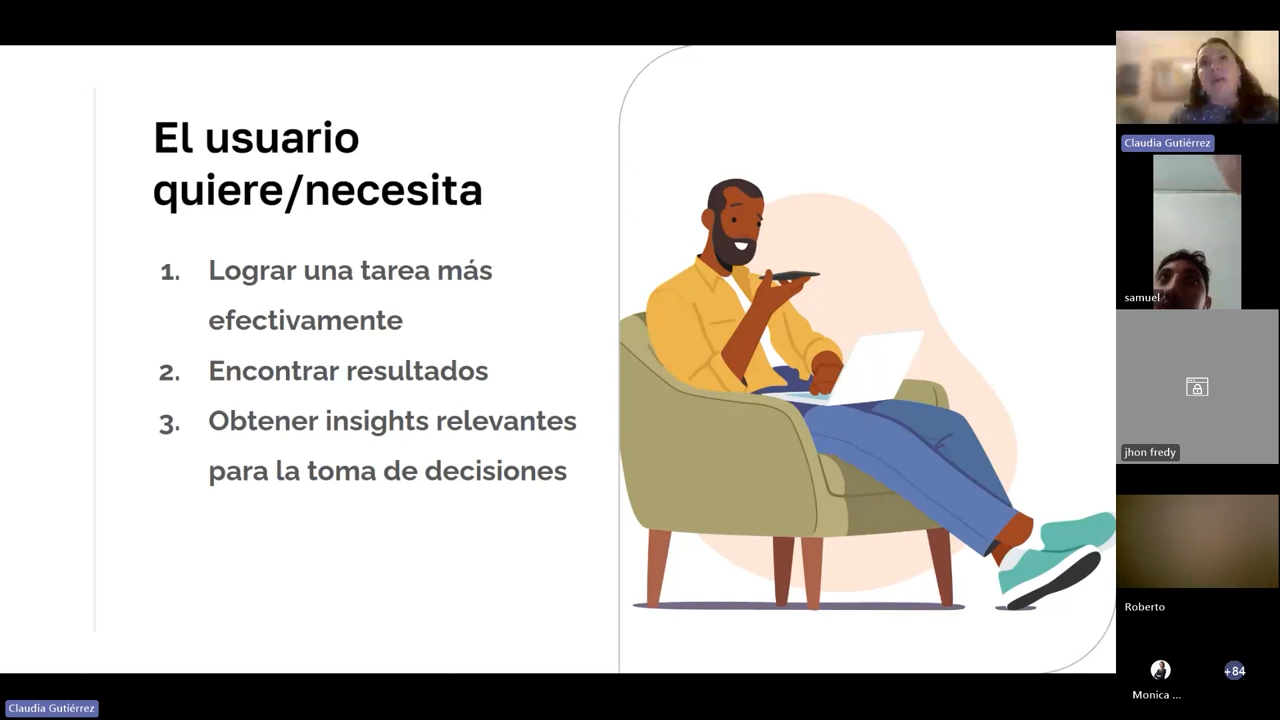 El usuario
quiere/necesita
1. Lograr una tarea más
efectivamente
2. Encontrar resultados
3. Obtener insights relevantes
para la toma de decisiones
Claudia Gutiérrez
Claudia Gutiérrez
samuel
jhon fredy
Roberto
Monica ...
+84